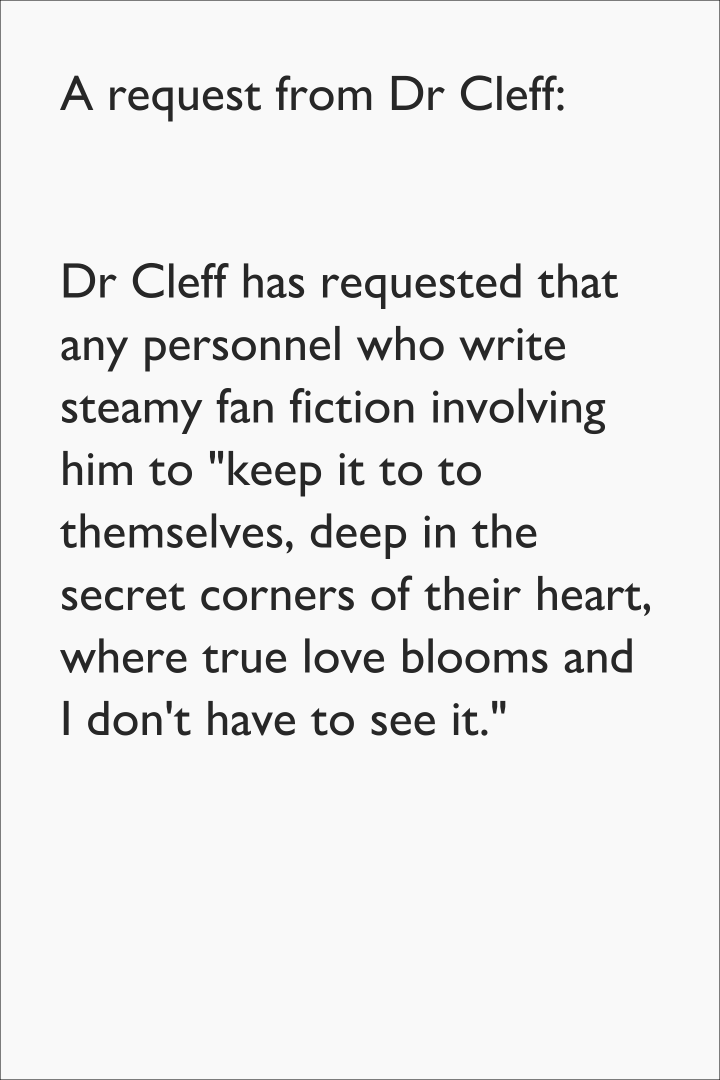 A request from Dr Cleff:
Dr Cleff has requested that
any personnel who write
steamy fan fiction involving
him to "keep it to to
themselves, deep in the
secret corners of their heart,
where true love blooms and
I don't have to see it."